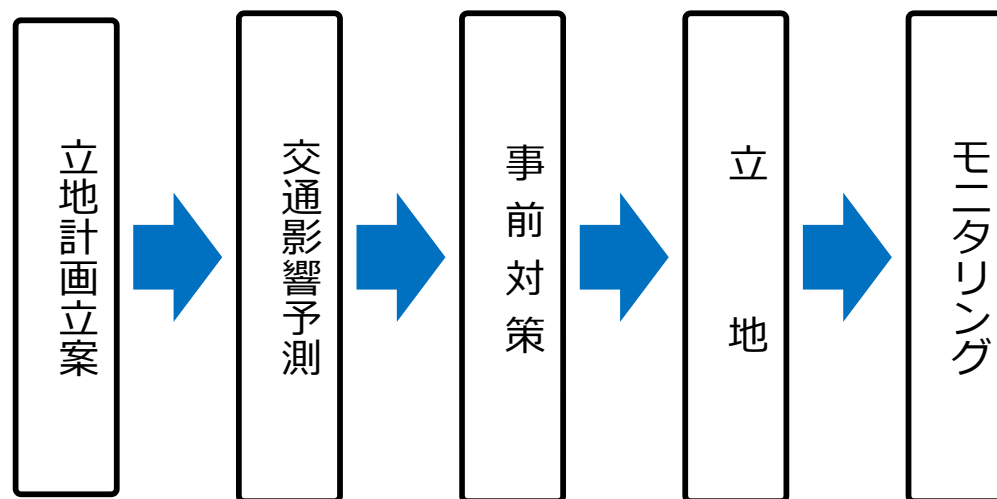 立地計画立案
交通影響予測
事前対策
立地
モニタリング